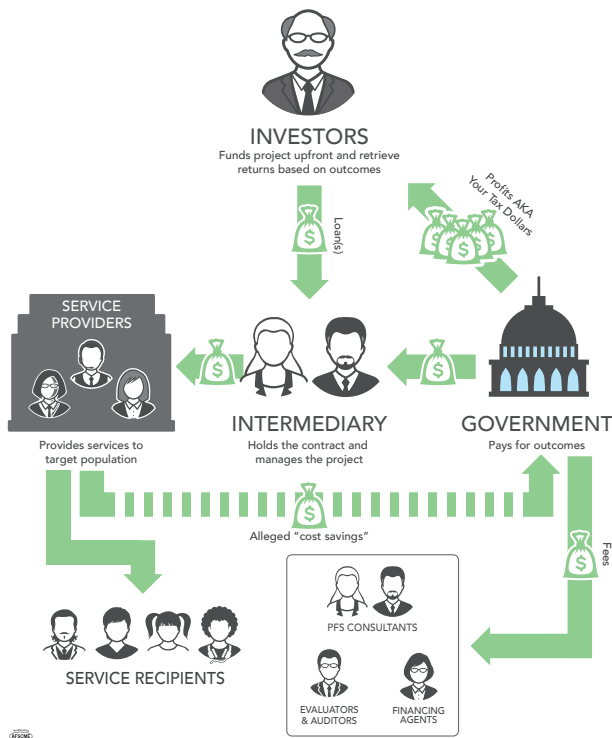 INVESTORS
Funds project upfront and retrieve
returns based on outcomes
Loan(s)
$
Profits AKA
Your Tax Dollars
$ $ $ $ $
SERVICE
PROVIDERS
$
$
INTERMEDIARY
Holds the contract and
manages the project
GOVERNMENT
Pays for outcomes
Provides services to
target population
$
Alleged "cost savings"
Fees
$
PFS CONSULTANTS
EVALUATORS
& AUDITORS
FINANCING
AGENTS
SERVICE RECIPIENTS
AFSCME